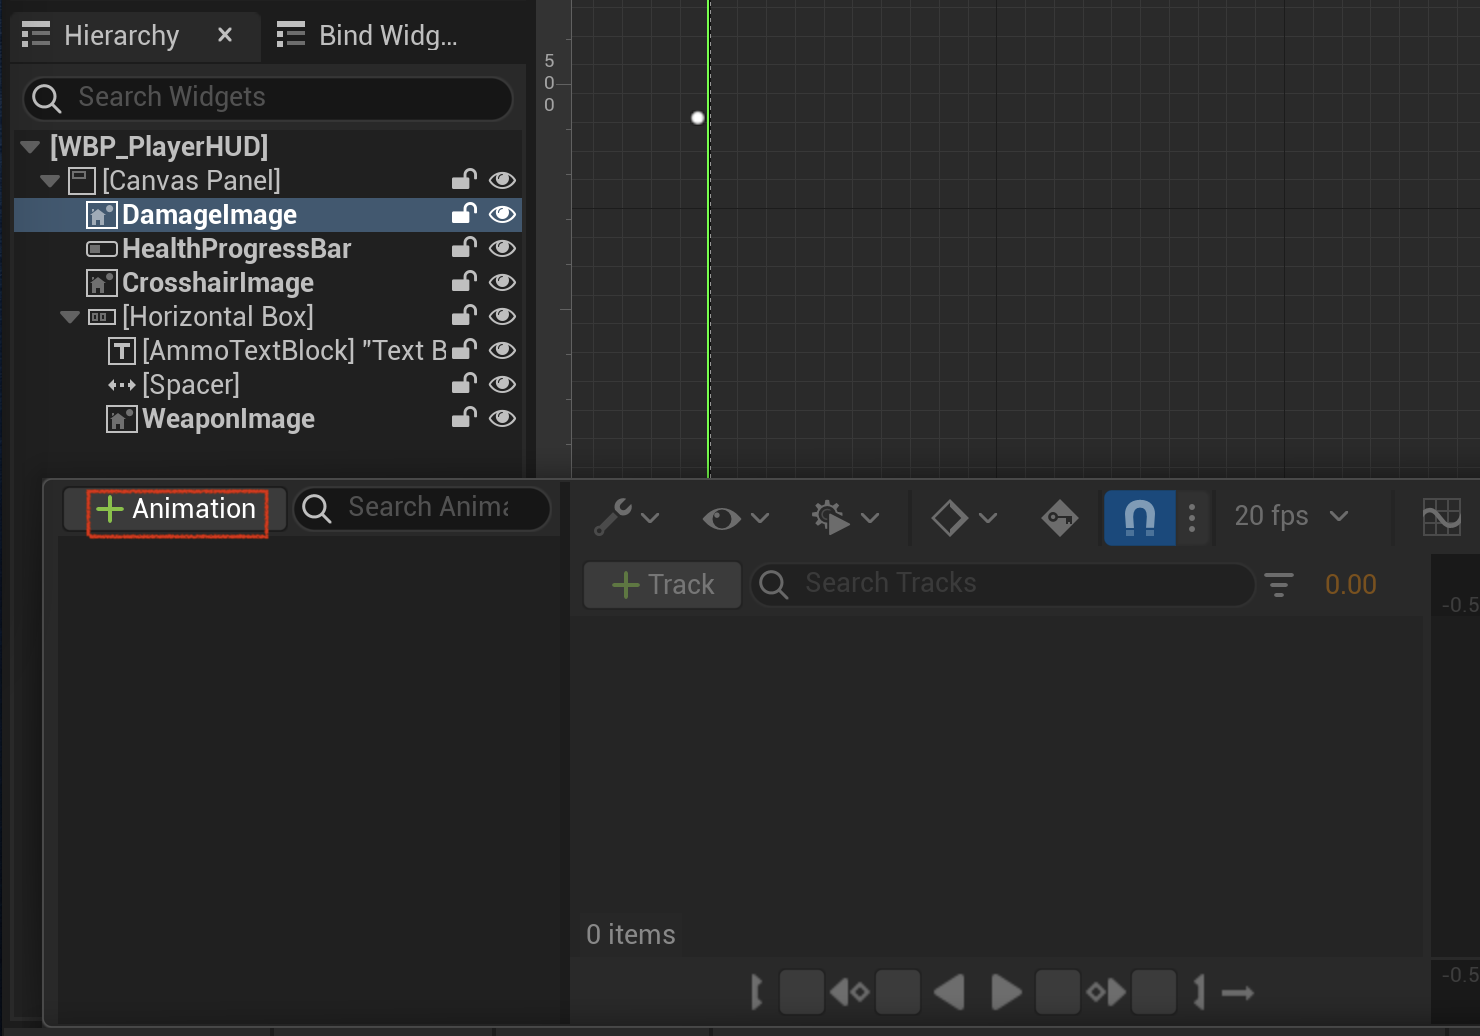 Hierarchy
Bind Widg...
Search Widgets
[WBP_PlayerHUD]
[Canvas Panel]
DamageImage
HealthProgressBar
CrosshairImage
[Horizontal Box]
[AmmoTextBlock] "Text B
[Spacer]
WeaponImage
500
Animation
Search Anima
20 fps
Track
Search Tracks
0.00
-0.5
0 items
-0.5